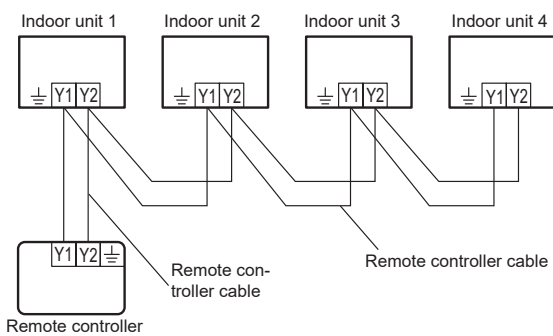 Indoor unit 1
Indoor unit 2
Indoor unit 3
Indoor unit 4
Y1 Y2
Y1 Y2
Y1 Y2
Y1 Y2
Y1 Y2
Remote con-
troller cable
Remote controller cable
Remote controller